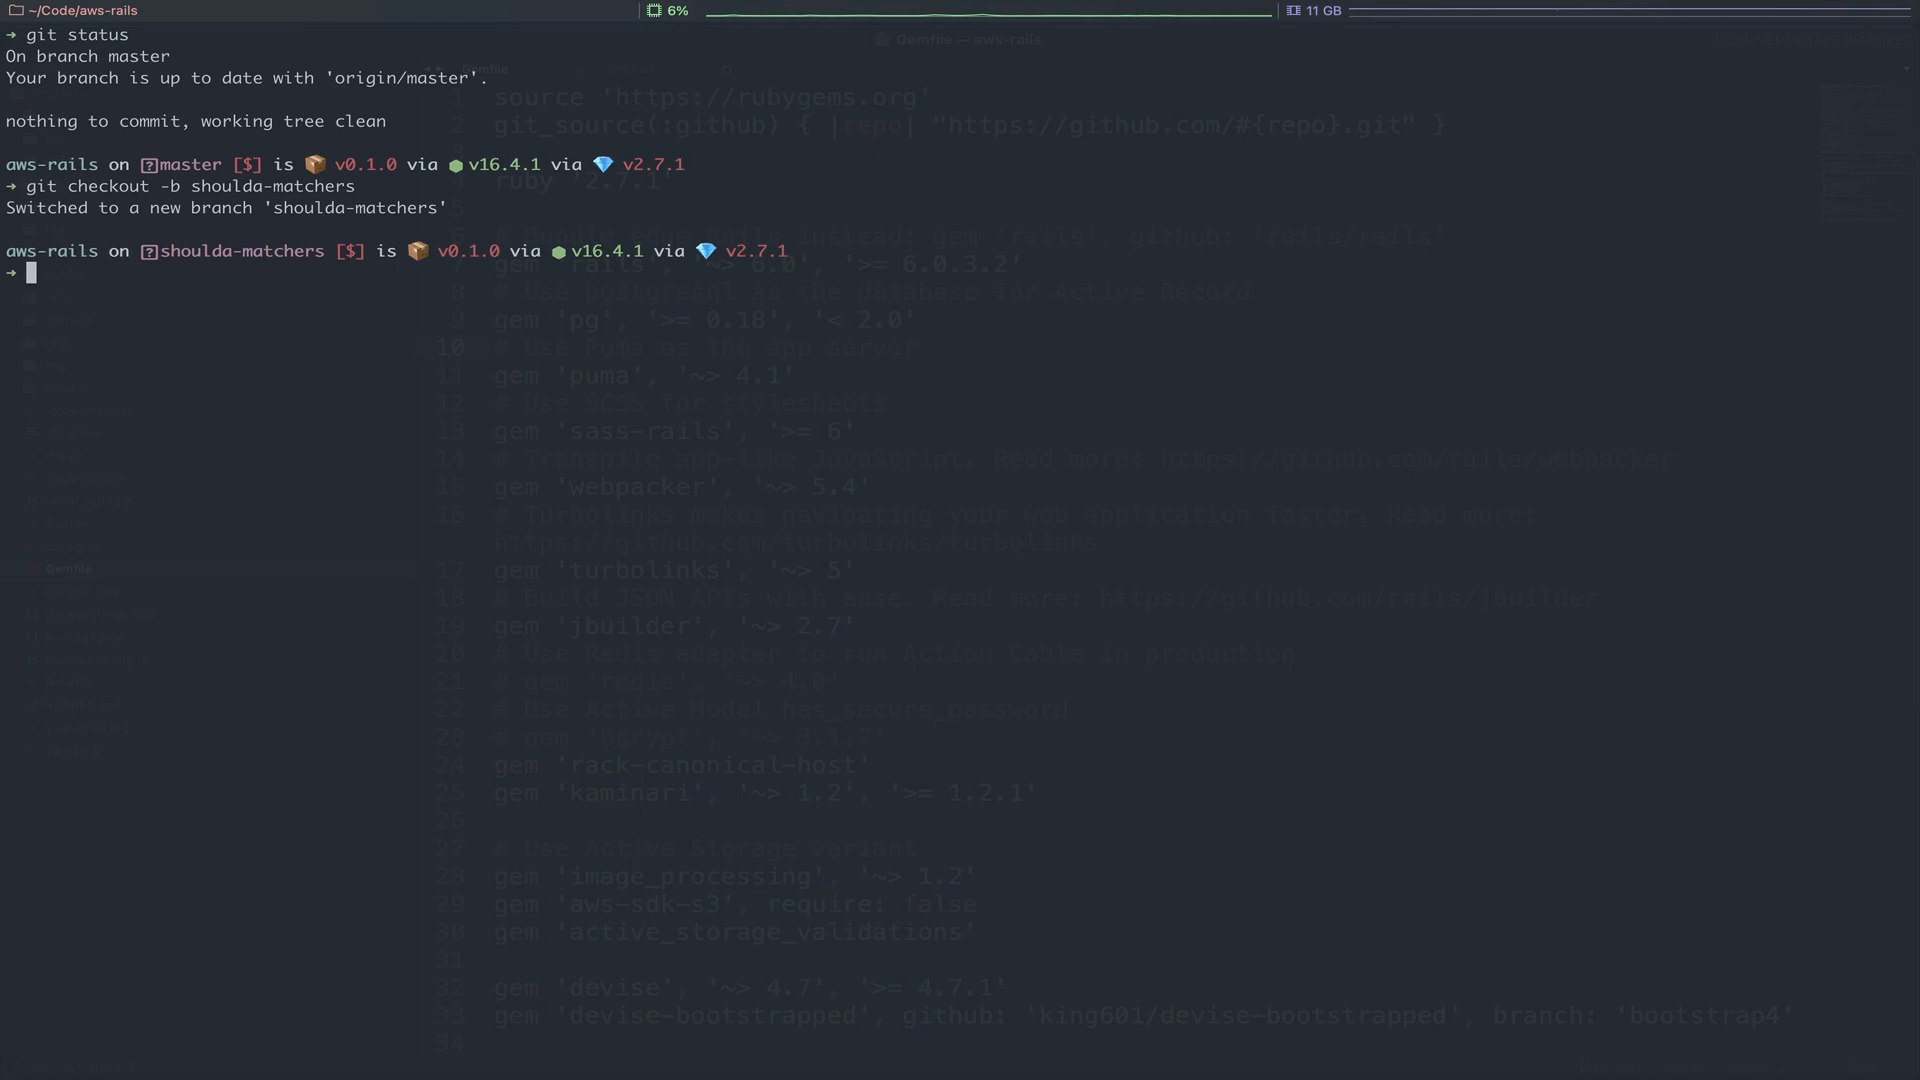 ~/Code/aws-rails
6%
11 GB
➜ git status
On branch master
Your branch is up to date with 'origin/master'.
nothing to commit, working tree clean
aws-rails on master [$] is 📦 v0.1.0 via ⬢ v16.4.1 via 💎 v2.7.1
➜ git checkout -b shoulda-matchers
Switched to a new branch 'shoulda-matchers'
aws-rails on shoulda-matchers [$] is 📦 v0.1.0 via ⬢ v16.4.1 via 💎 v2.7.1
➜
Gemfile — aws-rails
Gemfile
1 source 'https://rubygems.org'
2 git_source(:github) { |repo| "https://github.com/#{repo}.git" }
ruby '2.7.1'
5
# Bundle edge Rails instead: gem 'rails', github: 'rails/rails'
7 gem 'rails', '~> 6.0', '>= 6.0.3.2'
8 # Use postgresql as the database for Active Record
9 gem 'pg', '>= 0.18', '< 2.0'
10 # Use Puma as the app server
11 gem 'puma', '~> 4.1'
12 # Use SCSS for stylesheets
13 gem 'sass-rails', '>= 6'
14 # Transpile app-like JavaScript. Read more: https://github.com/rails/webpacker
15 gem 'webpacker', '~> 5.4'
16 # Turbolinks makes navigating your web application faster. Read more:
https://github.com/turbolinks/turbolinks
17 gem 'turbolinks', '~> 5'
18 # Build JSON APIs with ease. Read more: https://github.com/rails/jbuilder
19 gem 'jbuilder', '~> 2.7'
20 # Use Redis adapter to run Action Cable in production
21 # gem 'redis', '~> 4.0'
22 # Use Active Model has_secure_password
23 # gem 'bcrypt', '~> 3.1.7'
24 gem 'rack-canonical-host'
25 gem 'kaminari', '~> 1.2', '>= 1.2.1'
26
27 # Use Active Storage variant
28 gem 'image_processing', '~> 1.2'
29 gem 'aws-sdk-s3', require: false
30 gem 'active_storage_validations'
31
32 gem 'devise', '~> 4.7', '>= 4.7.1'
33 gem 'devise-bootstrapped', github: 'king601/devise-bootstrapped', branch: 'bootstrap4'
34
Gemfile